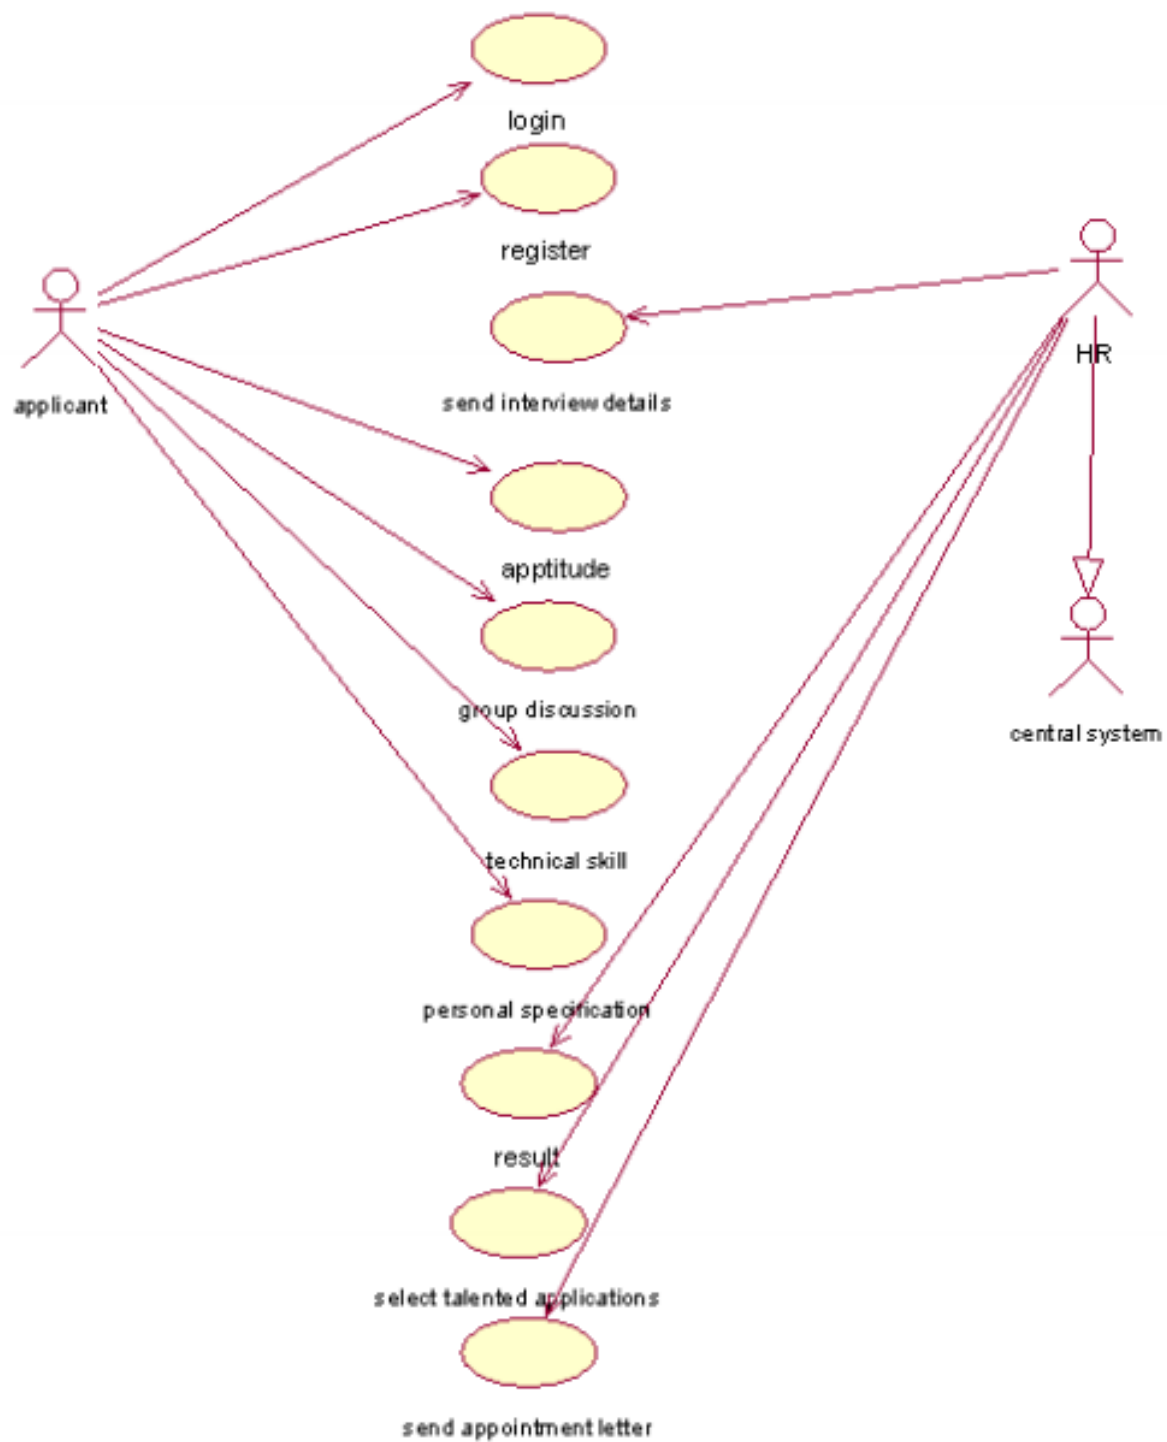 login
register
HR
applicant
send interview details
apptitude
group discussion
central system
technical skill
personal specification
result
select talented applications
send appointment letter